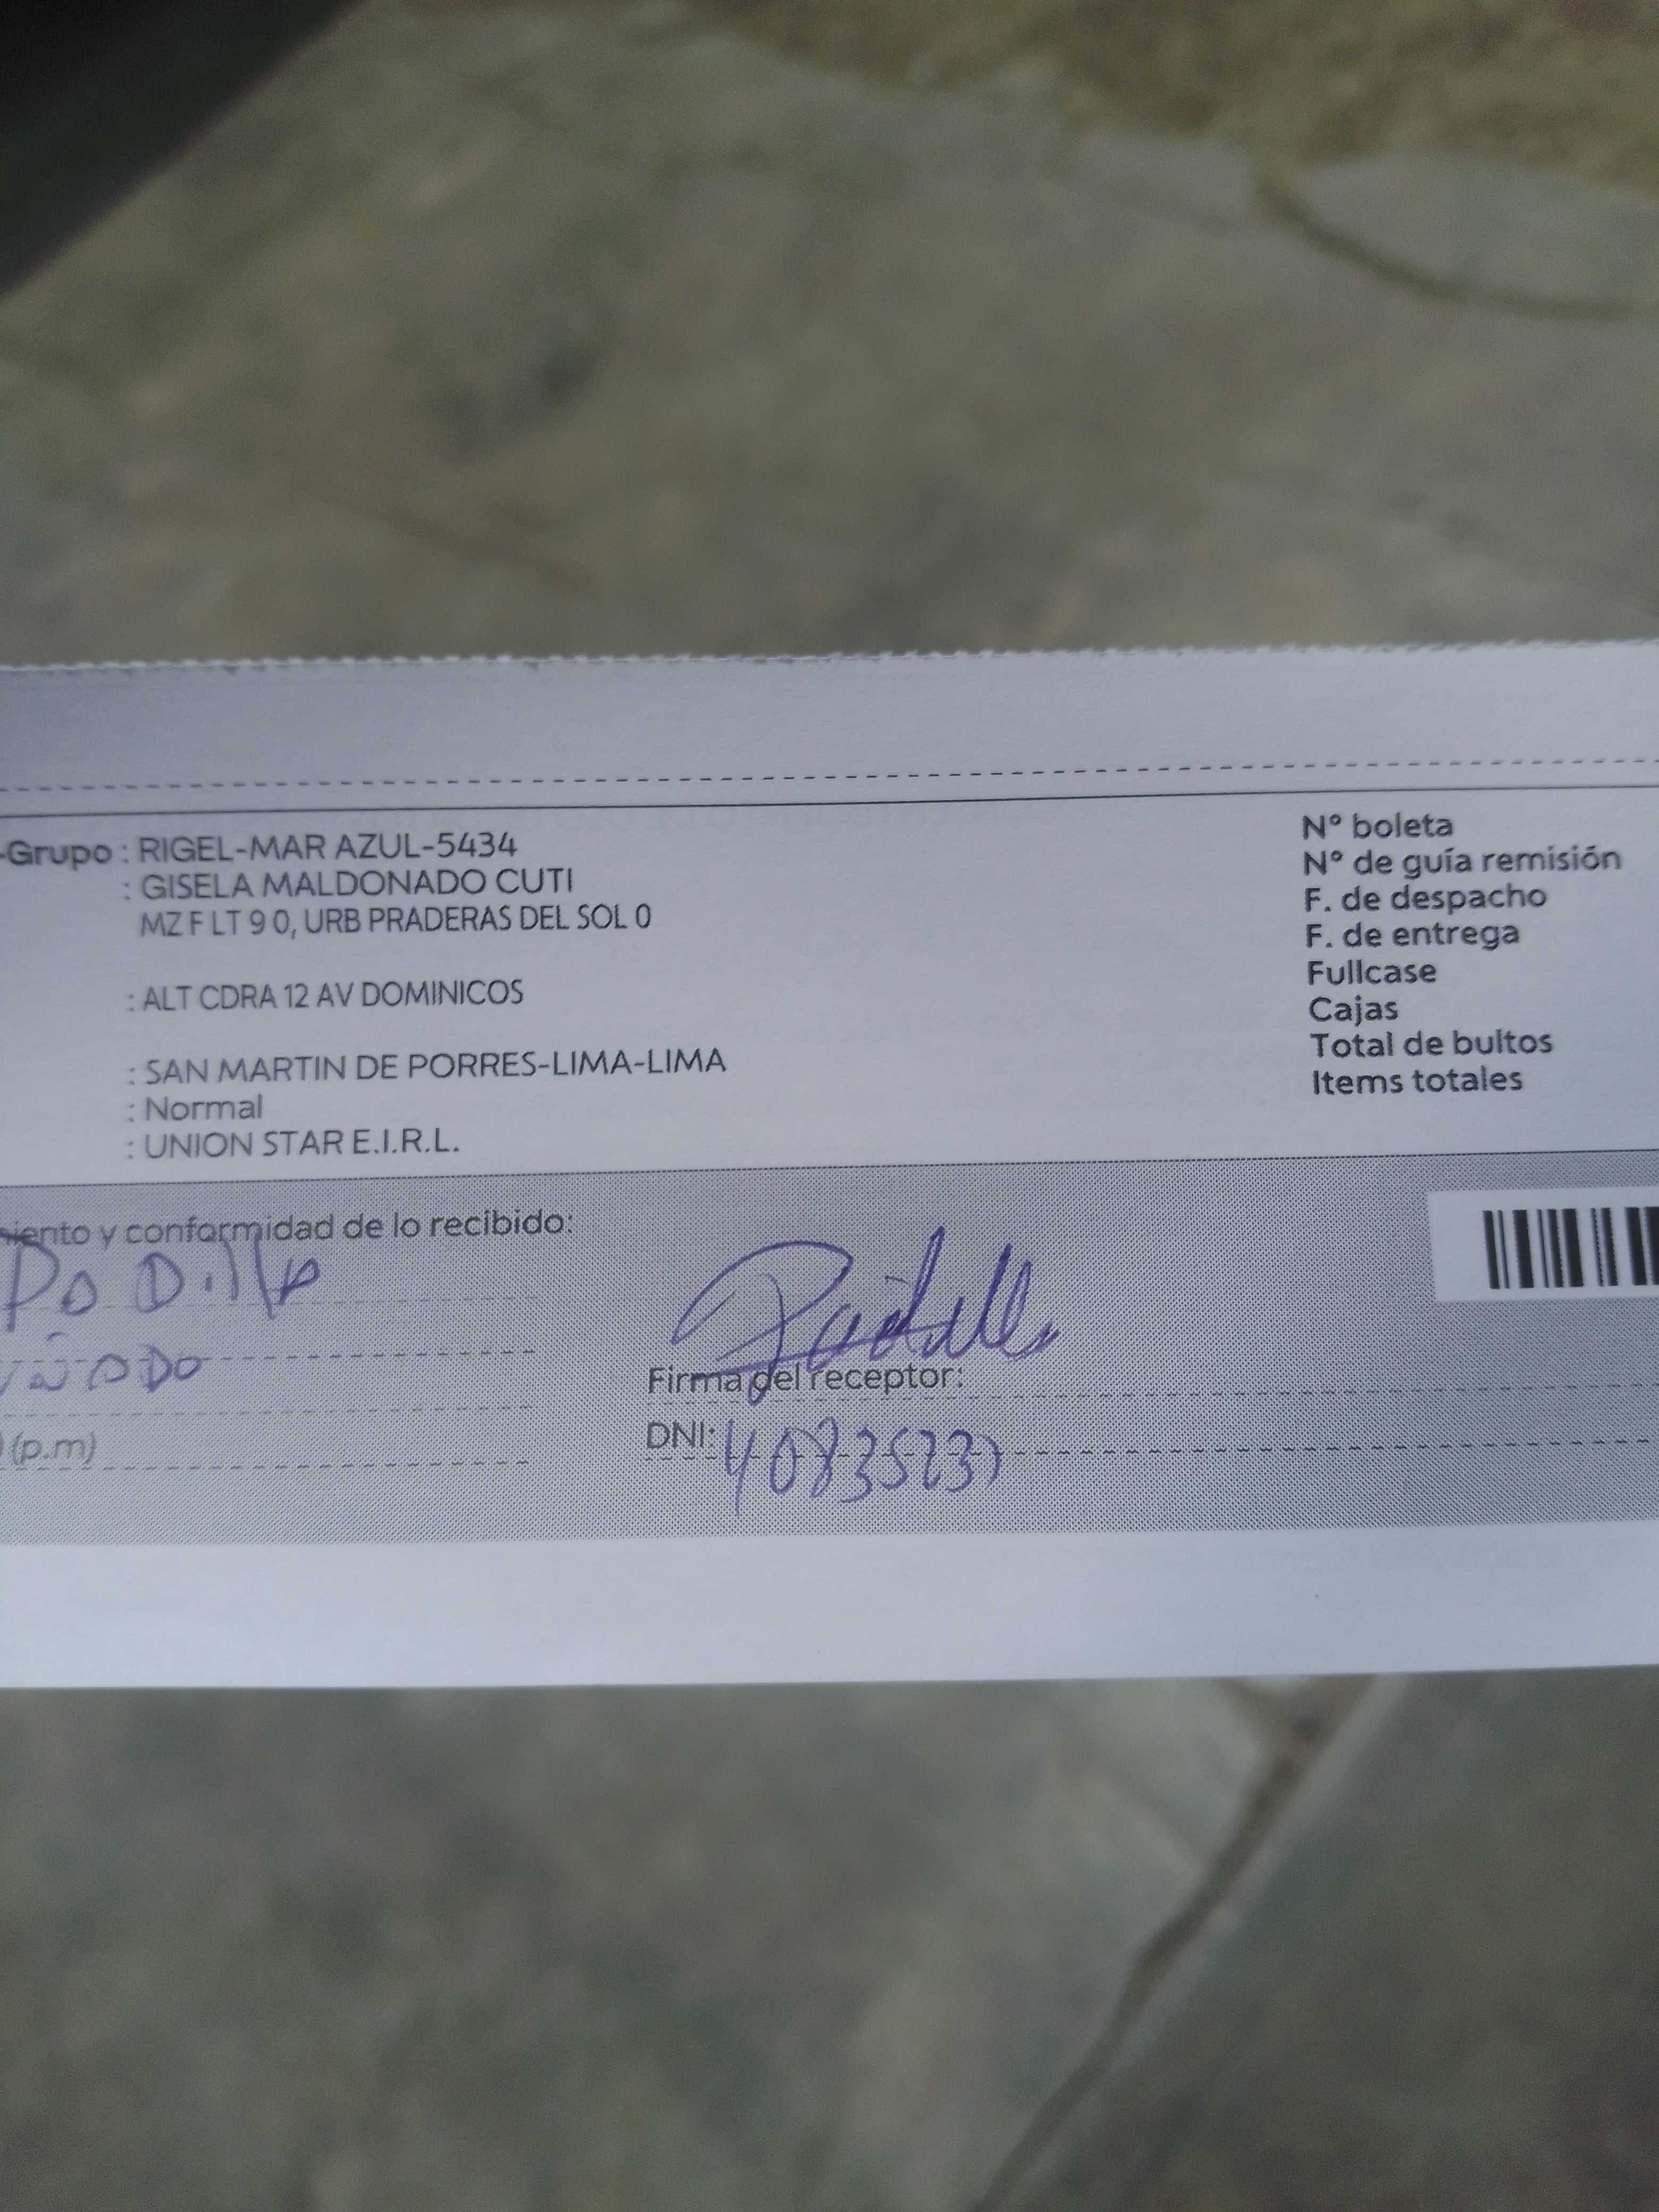 -Grupo : RIGEL-MAR AZUL-5434
: GISELA MALDONADO CUTI
MZ F LT 9 0, URB PRADERAS DEL SOL 0
: ALT CDRA 12 AV DOMINICOS
: SAN MARTIN DE PORRES-LIMA-LIMA
: Normal
: UNION STAR E.I.R.L.
Nº boleta
Nº de guía remisión
F. de despacho
F. de entrega
Fullcase
Cajas
Total de bultos
Items totales
miento y conformidad de lo recibido:
PaDilla
ñaDo
(p.m)
Padilla
Firma del receptor:
DNI: